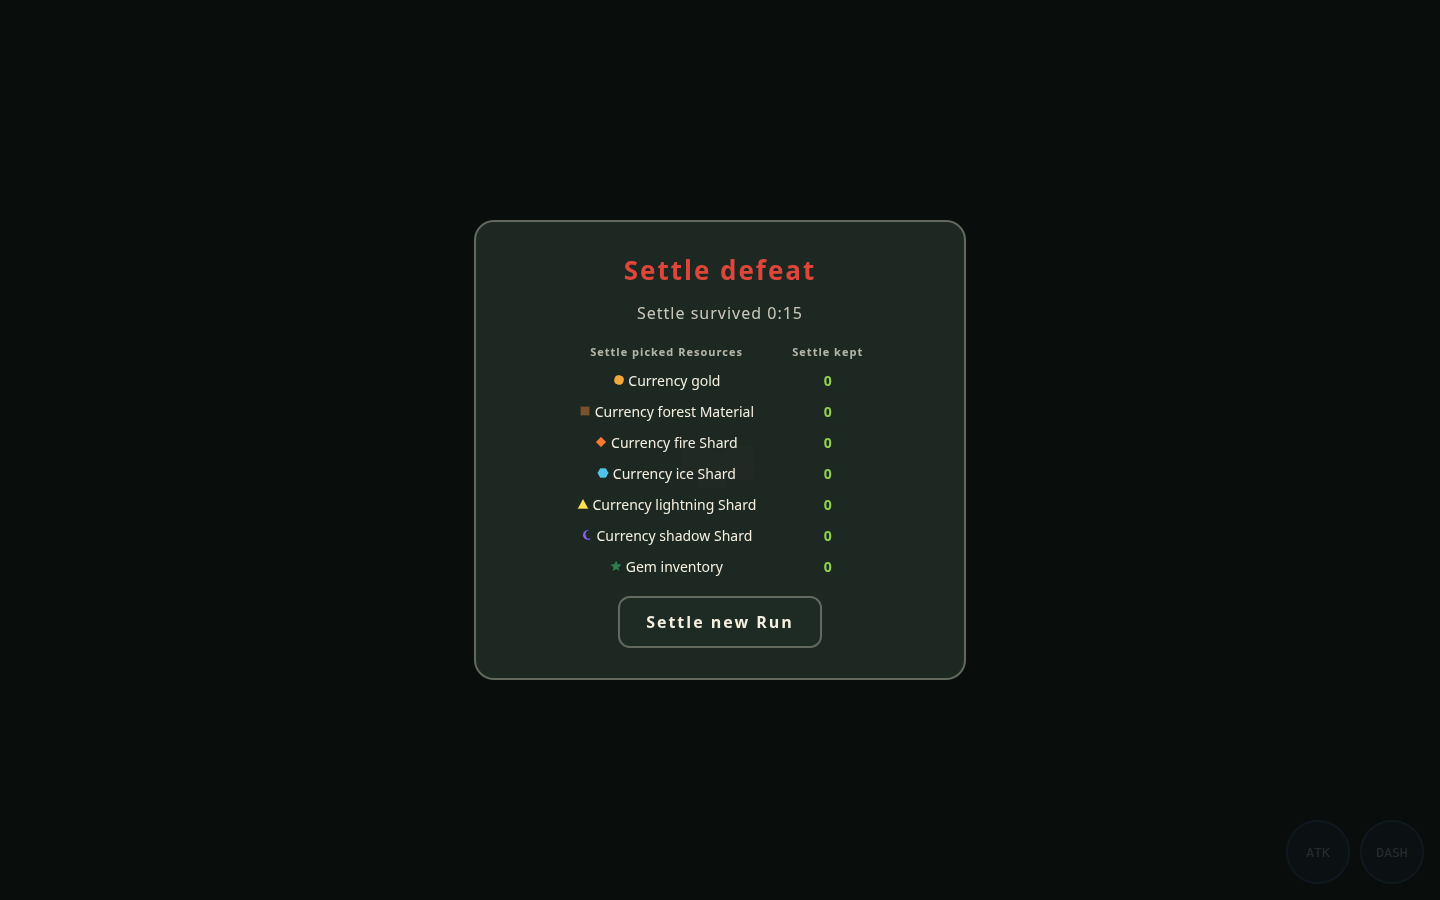 Settle defeat
Settle survived 0:15
Settle picked Resources Settle kept
Currency gold 0
Currency forest Material 0
Currency fire Shard 0
Currency ice Shard 0
Currency lightning Shard 0
Currency shadow Shard 0
Gem inventory 0
Settle new Run
ATK DASH